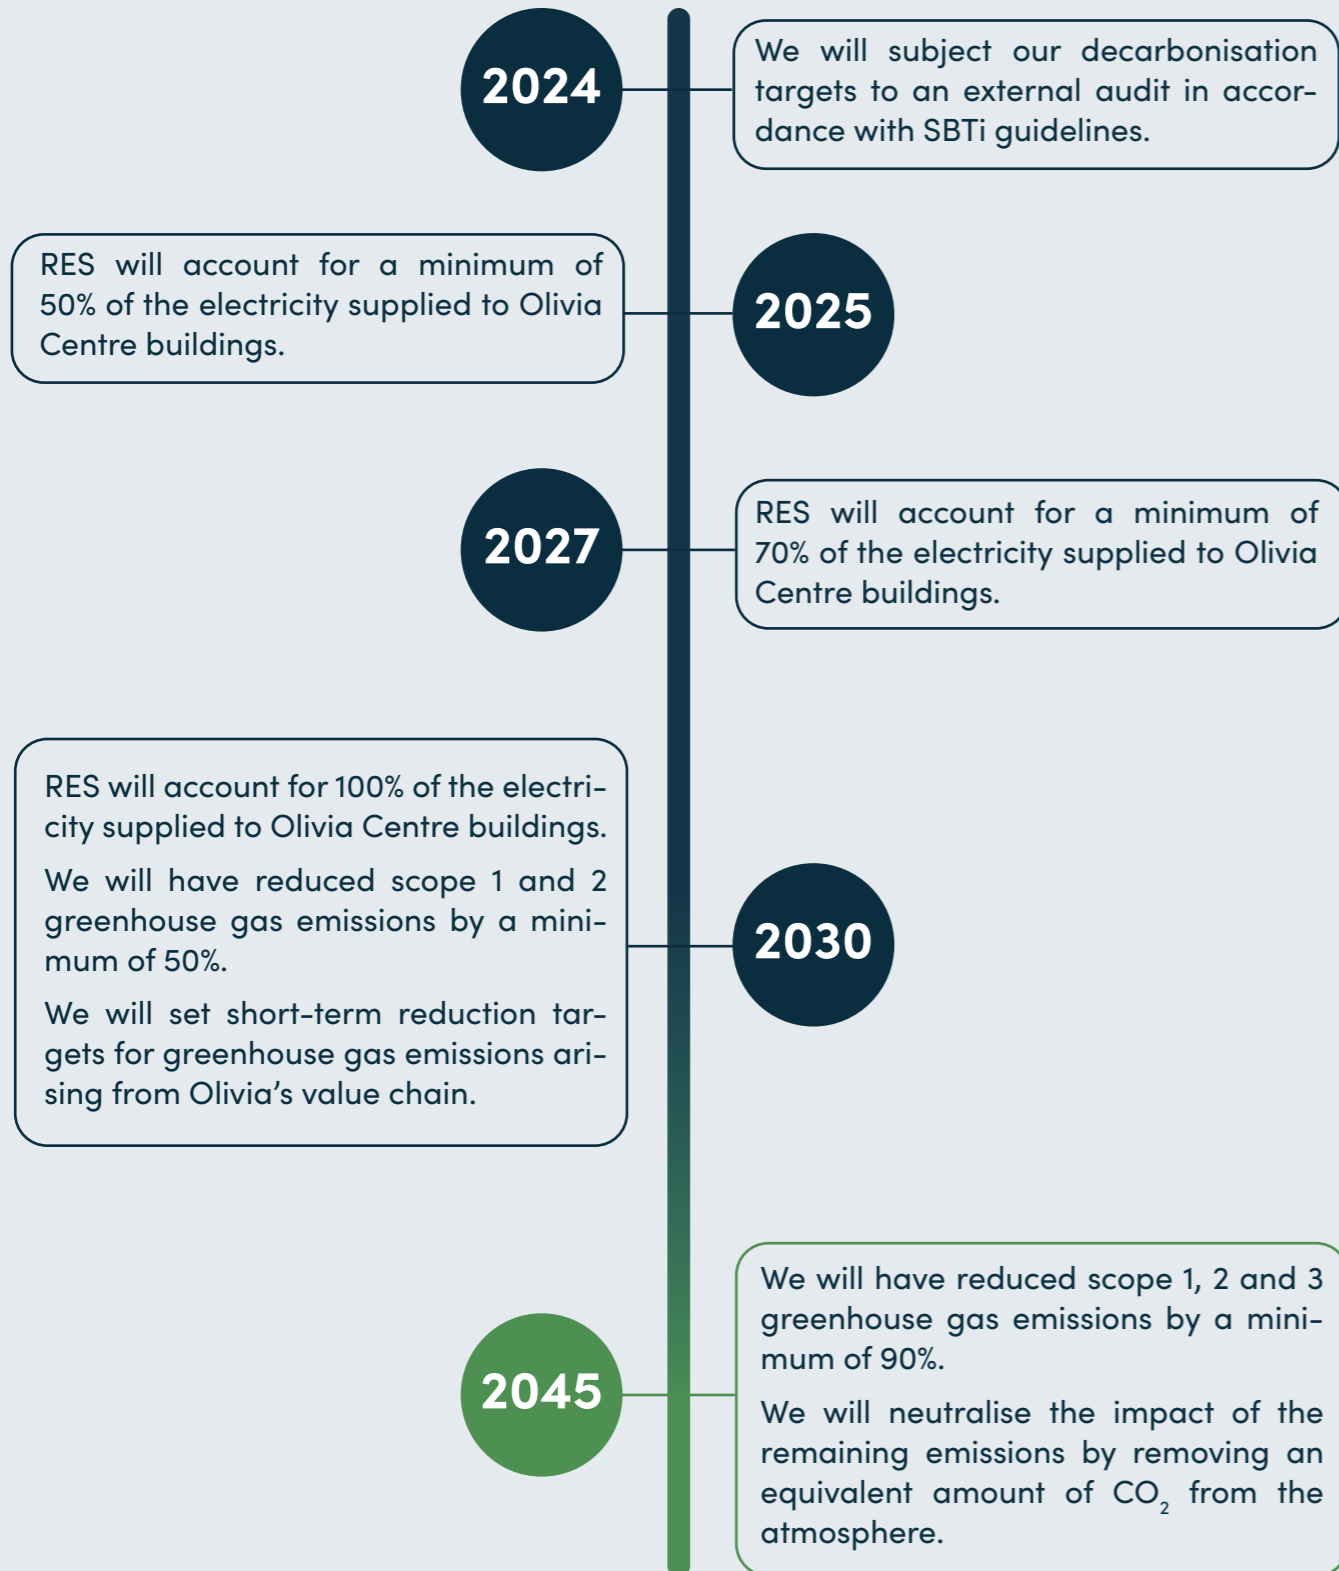 2024
We will subject our decarbonisation
targets to an external audit in accor-
dance with SBTi guidelines.
RES will account for a minimum of
50% of the electricity supplied to Olivia
Centre buildings.
2025
2027
RES will account for a minimum of
70% of the electricity supplied to Olivia
Centre buildings.
RES will account for 100% of the electri-
city supplied to Olivia Centre buildings.
We will have reduced scope 1 and 2
greenhouse gas emissions by a mini-
mum of 50%.
We will set short-term reduction tar-
gets for greenhouse gas emissions ari-
sing from Olivia’s value chain.
2030
2045
We will have reduced scope 1, 2 and 3
greenhouse gas emissions by a mini-
mum of 90%.
We will neutralise the impact of the
remaining emissions by removing an
equivalent amount of CO₂ from the
atmosphere.